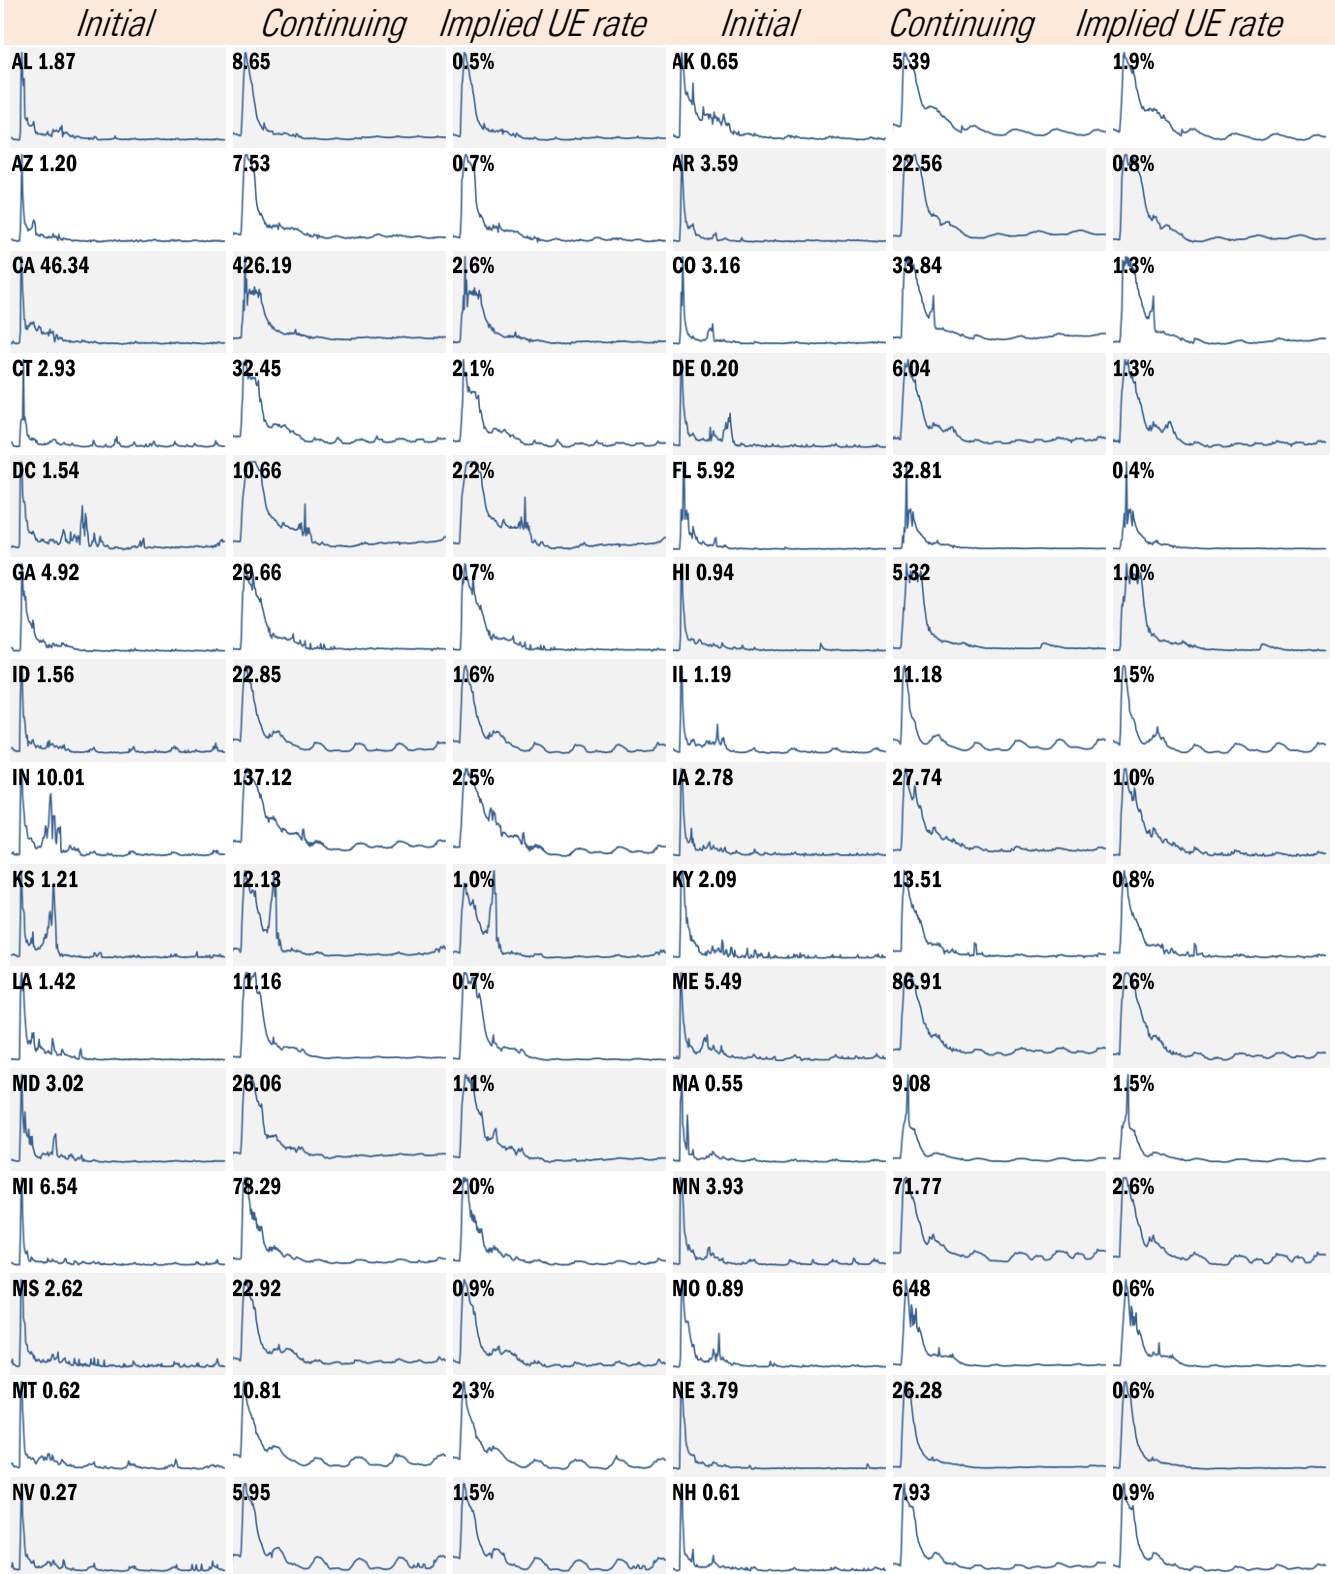 Initial Continuing Implied UE rate Initial Continuing Implied UE rate
AL 1.87 8.65 0.5% AK 0.65 5.39 1.9%
AZ 1.20 7.53 0.7% AR 3.59 22.56 0.8%
CA 46.34 426.19 2.6% CO 3.16 33.84 1.3%
CT 2.93 32.45 2.1% DE 0.20 6.04 1.3%
DC 1.54 10.66 2.2% FL 5.92 32.81 0.4%
GA 4.92 29.66 0.7% HI 0.94 5.32 1.0%
ID 1.56 22.85 1.6% IL 1.19 11.18 1.5%
IN 10.01 137.12 2.5% IA 2.78 27.74 1.0%
KS 1.21 12.13 1.0% KY 2.09 13.51 0.8%
LA 1.42 11.16 0.7% ME 5.49 86.91 2.6%
MD 3.02 26.06 1.1% MA 0.55 9.08 1.5%
MI 6.54 78.29 2.0% MN 3.93 71.77 2.6%
MS 2.62 22.92 0.9% MO 0.89 6.48 0.6%
MT 0.62 10.81 2.3% NE 3.79 26.28 0.6%
NV 0.27 5.95 1.5% NH 0.61 7.93 0.9%